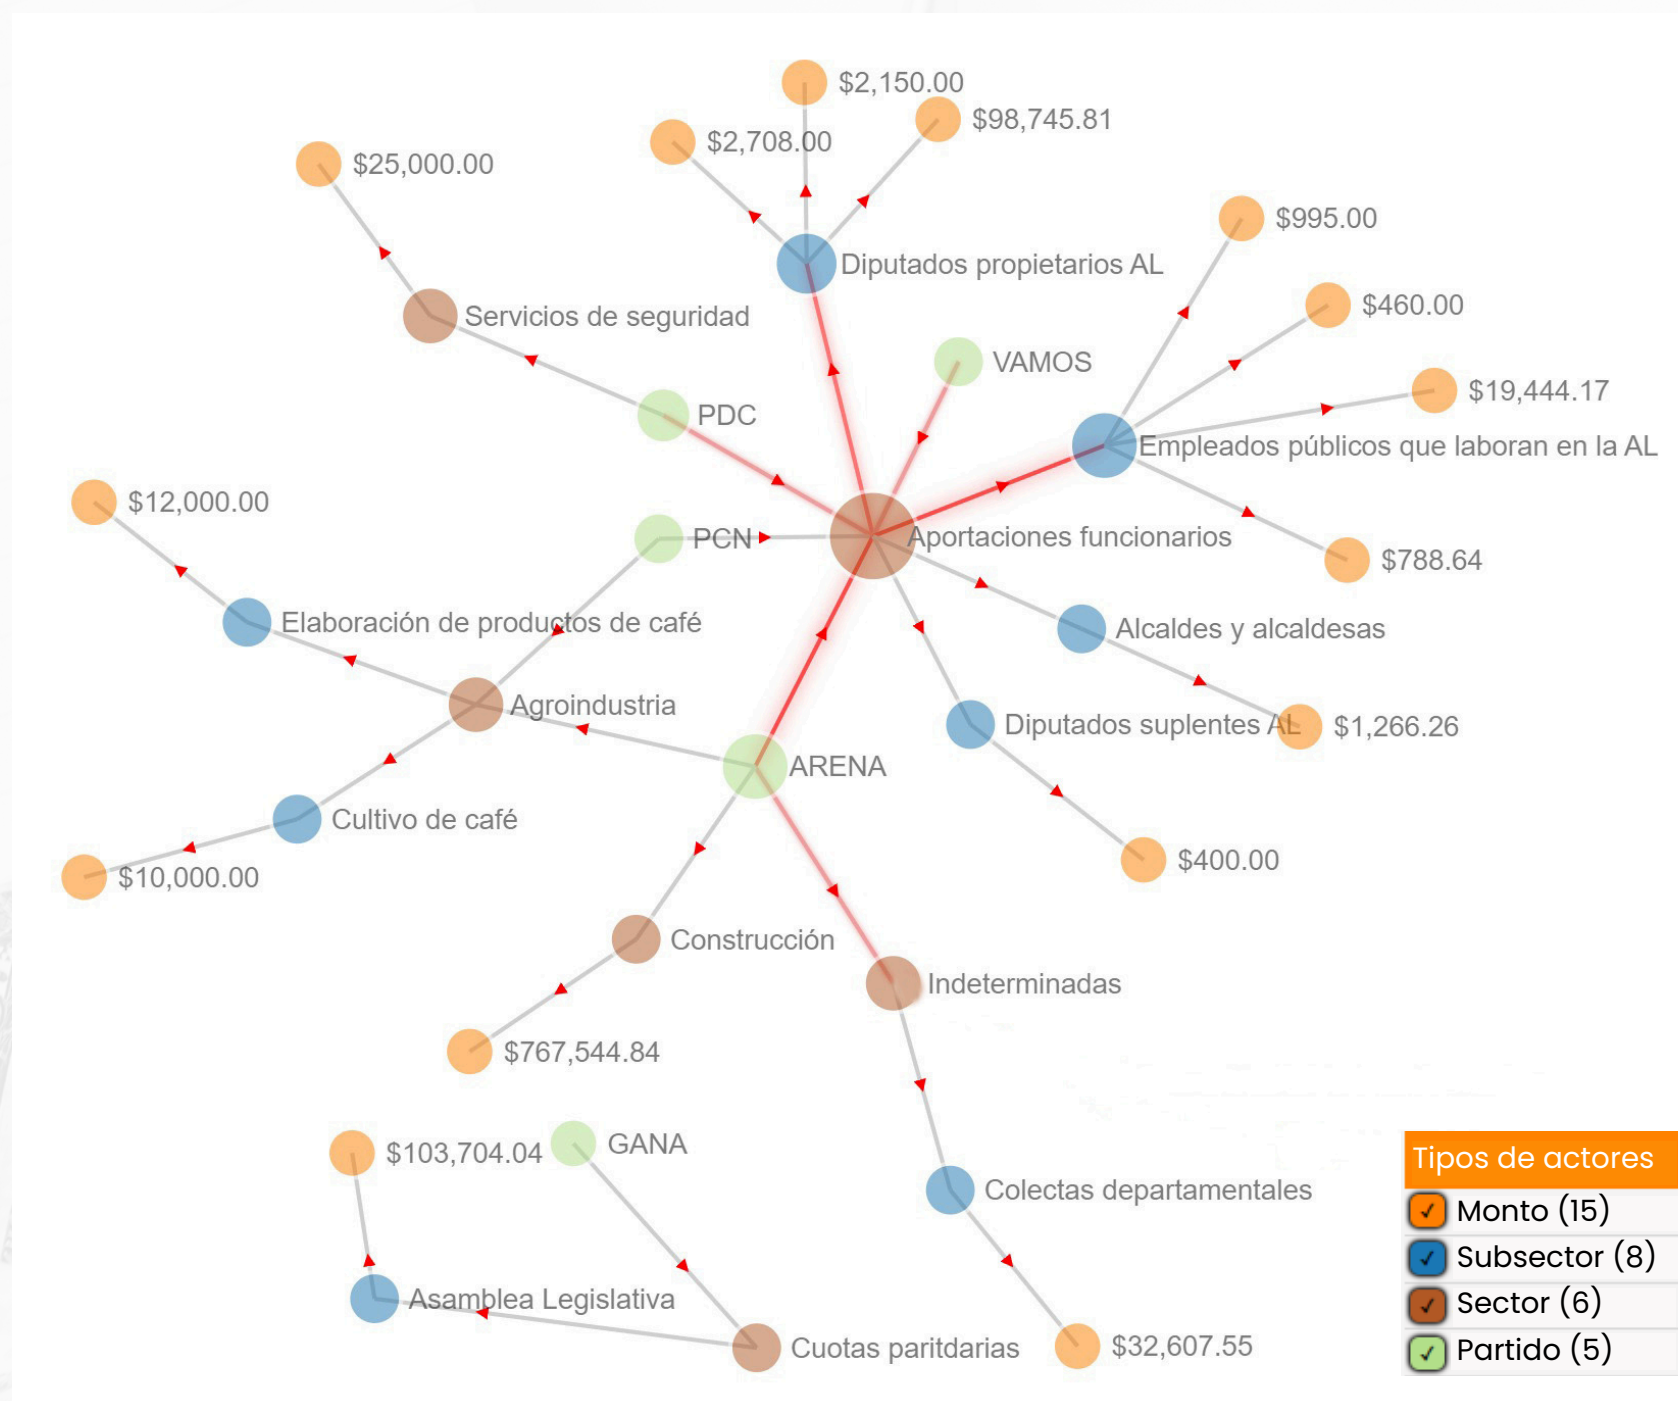 $2,150.00
$98,745.81
$2,708.00
$25,000.00
$995.00
Diputados propietarios AL
$460.00
Servicios de seguridad
VAMOS
$19,444.17
PDC
Empleados públicos que laboran en la AL
$12,000.00
PCN
Aportaciones funcionarios
$788.64
Elaboración de productos de café
Alcaldes y alcaldesas
Agroindustria
Diputados suplentes AL
$1,266.26
ARENA
Cultivo de café
$400.00
$10,000.00
Construcción
Indeterminadas
$767,544.84
$103,704.04
GANA
Colectas departamentales
Asamblea Legislativa
Cuotas paritdarias
$32,607.55
Tipos de actores
Monto (15)
Subsector (8)
Sector (6)
Partido (5)